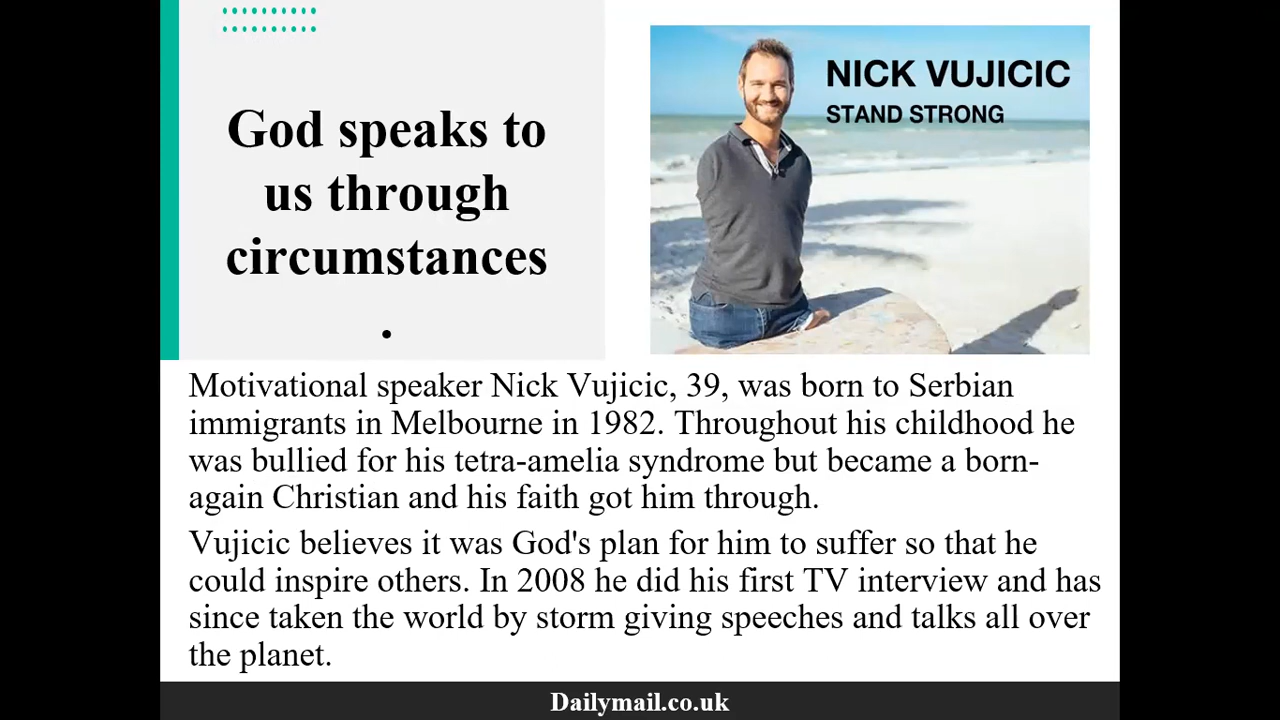 God speaks to
us through
circumstances
.
NICK VUJICIC
STAND STRONG
Motivational speaker Nick Vujicic, 39, was born to Serbian
immigrants in Melbourne in 1982. Throughout his childhood he
was bullied for his tetra-amelia syndrome but became a born-
again Christian and his faith got him through.
Vujicic believes it was God's plan for him to suffer so that he
could inspire others. In 2008 he did his first TV interview and has
since taken the world by storm giving speeches and talks all over
the planet.
Dailymail.co.uk